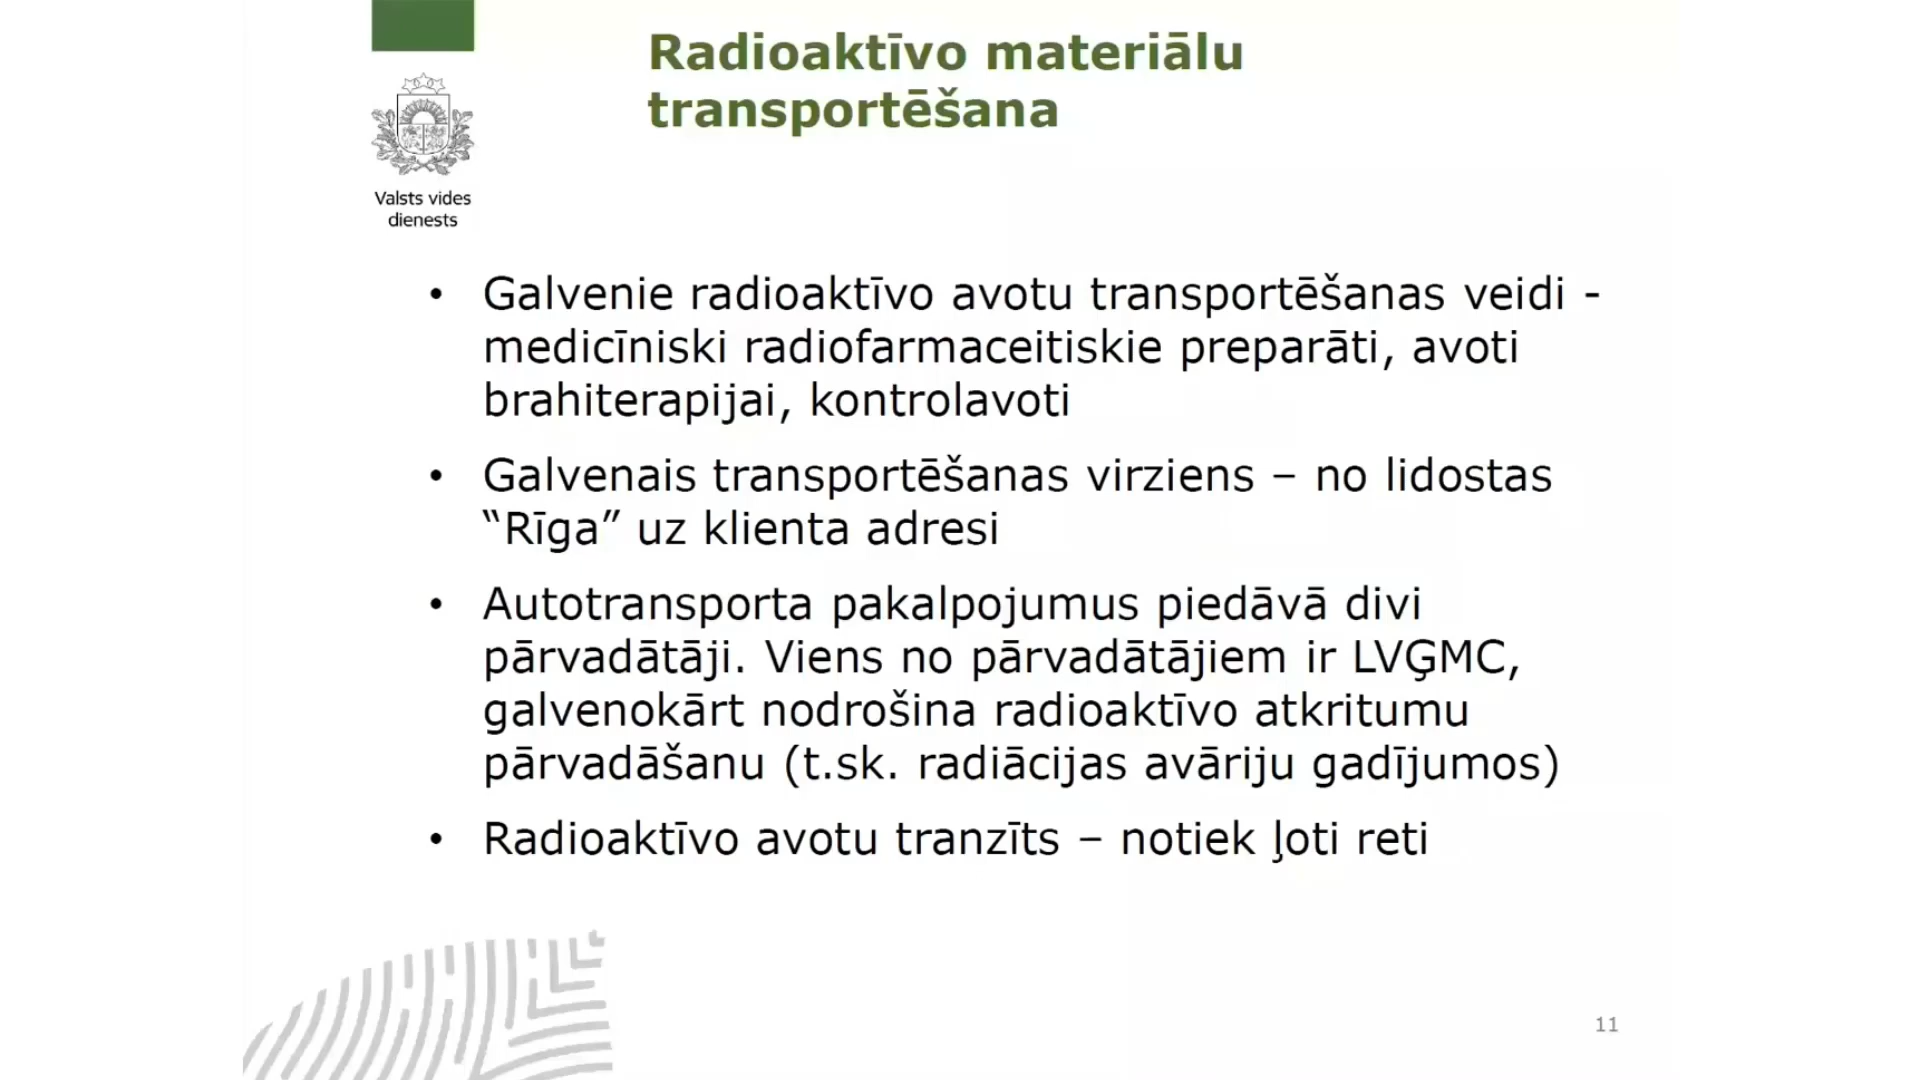 Radioaktīvo materiālu
transportēšana
Valsts vides
dienests
• Galvenie radioaktīvo avotu transportēšanas veidi -
medicīniski radiofarmaceitiskie preparāti, avoti
brahiterapijai, kontrolavoti
• Galvenais transportēšanas virziens – no lidostas
“Rīga” uz klienta adresi
• Autotransporta pakalpojumus piedāvā divi
pārvadātāji. Viens no pārvadātājiem ir LVĢMC,
galvenokārt nodrošina radioaktīvo atkritumu
pārvadāšanu (t.sk. radiācijas avāriju gadījumos)
• Radioaktīvo avotu tranzīts – notiek ļoti reti
11